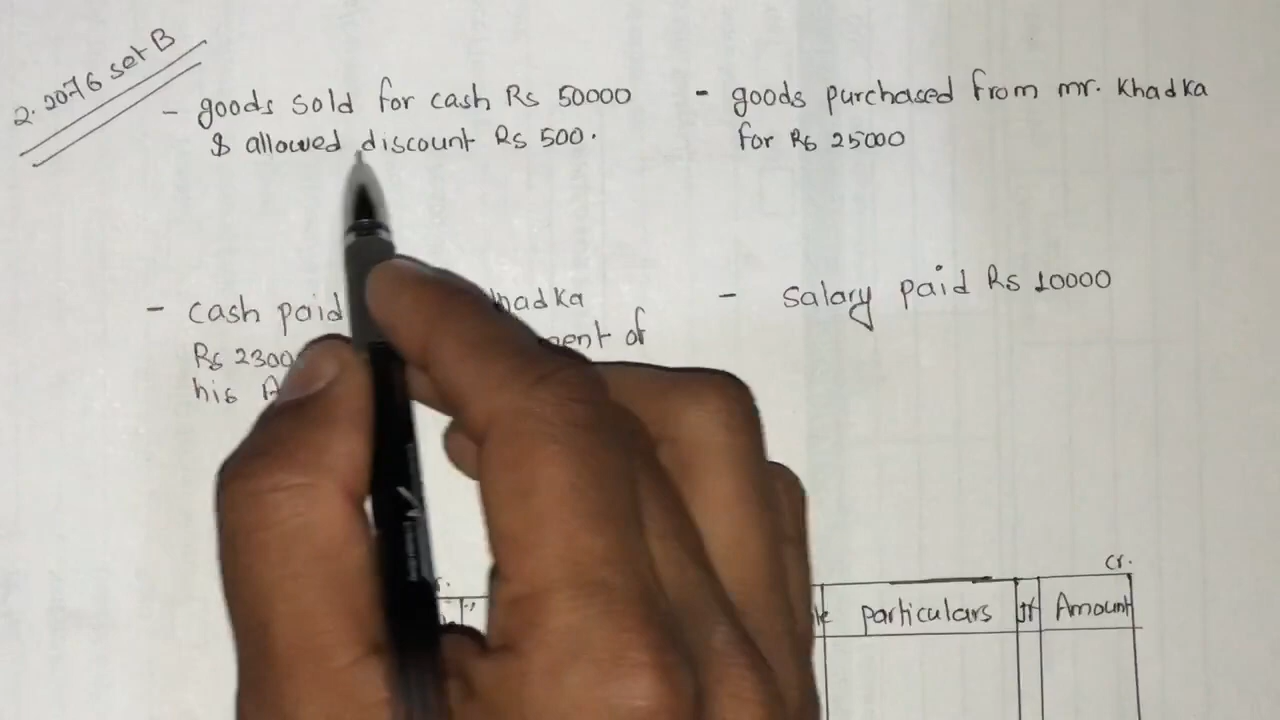 2. 2076 set B
- goods sold for cash Rs 50000
& allowed discount Rs 500.
- goods purchased from mr. Khadka
for Rs 25000
- cash paid hadka
Rs 2300 ment of
his A
- salary paid Rs 10000
cr.
particulars Jf Amount